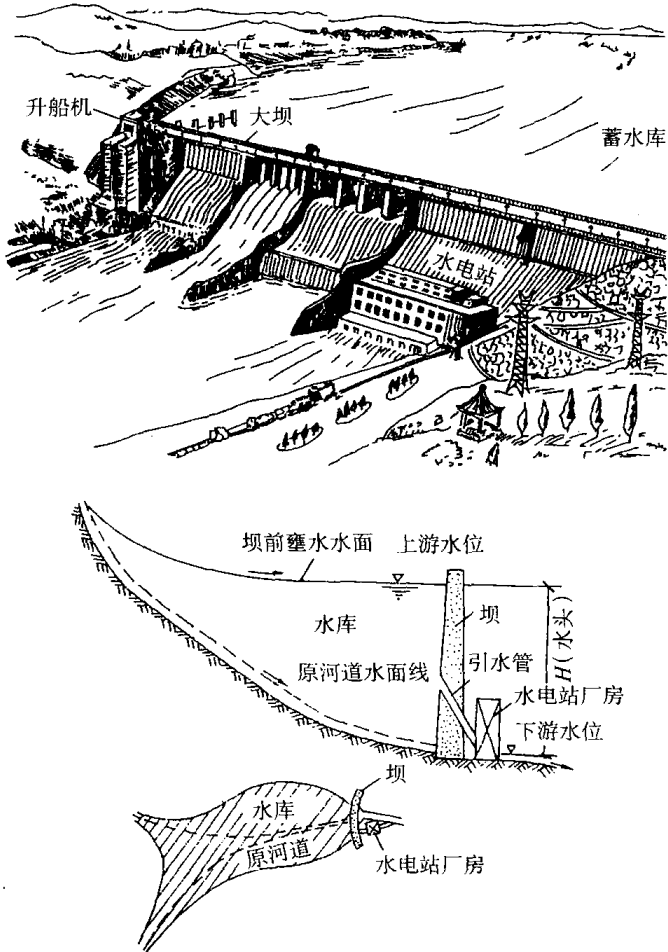 升船机
大坝
蓄水库
水电站
坝前壅水水面
上游水位
水库
坝
H(水头)
原河道水面线
引水管
水电站厂房
下游水位
坝
水库
原河道
水电站厂房